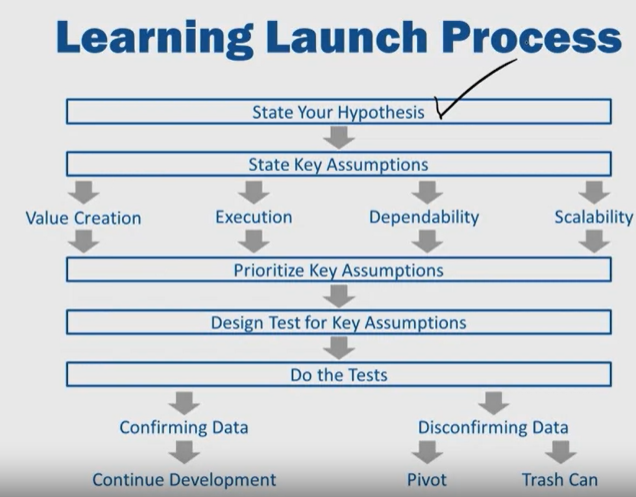 Learning Launch Process
State Your Hypothesis
State Key Assumptions
Value Creation
Execution
Dependability
Scalability
Prioritize Key Assumptions
Design Test for Key Assumptions
Do the Tests
Confirming Data
Disconfirming Data
Continue Development
Pivot
Trash Can